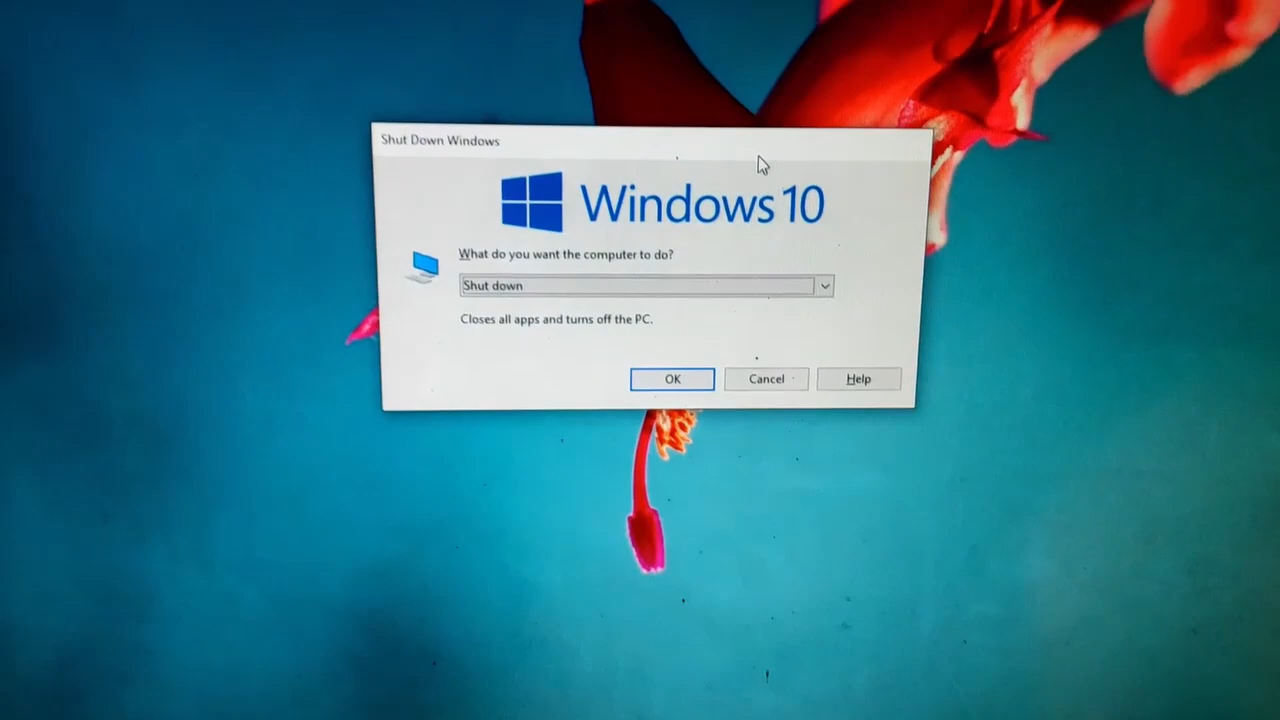 Shut Down Windows
Windows 10
What do you want the computer to do?
Shut down
Closes all apps and turns off the PC.
OK
Cancel
Help